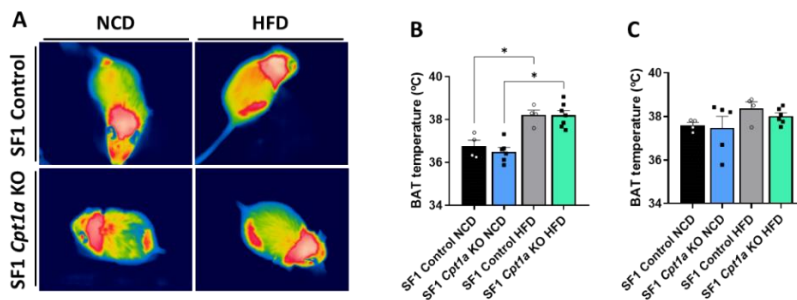 A
NCD
HFD
SF1 Control
SF1 Cpt1a KO
B
BAT temperature (ºC)
40
38
36
34
*
*
SF1 Control NCD
SF1 Cpt1a KO NCD
SF1 Control HFD
SF1 Cpt1a KO HFD
C
BAT temperature (ºC)
40
38
36
34
SF1 Control NCD
SF1 Cpt1a KO NCD
SF1 Control HFD
SF1 Cpt1a KO HFD